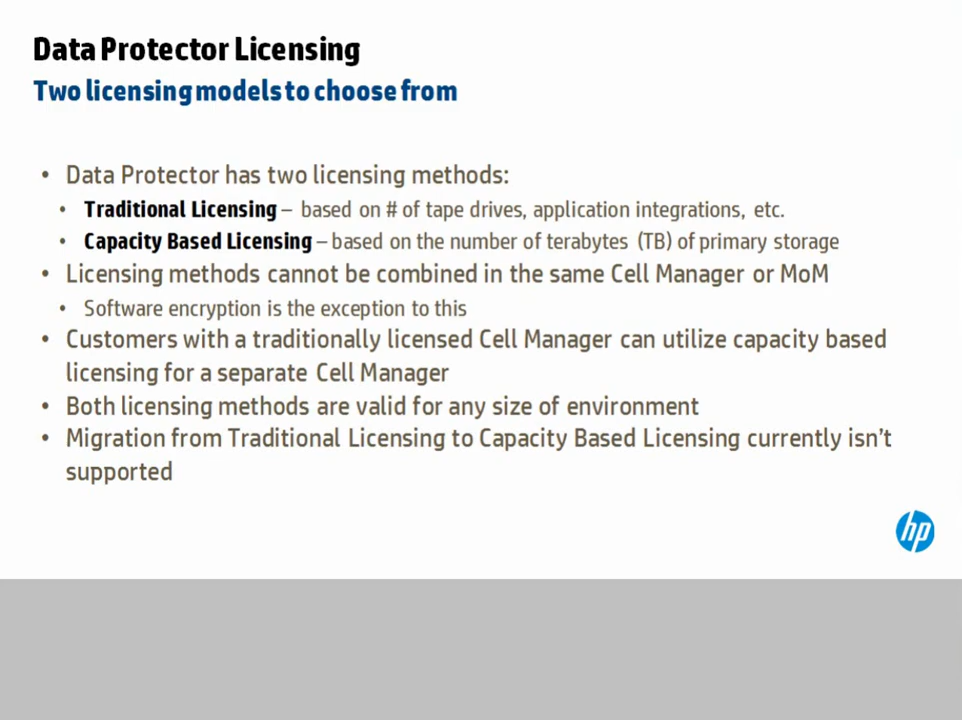 Data Protector Licensing
Two licensing models to choose from
• Data Protector has two licensing methods:
• Traditional Licensing – based on # of tape drives, application integrations, etc.
• Capacity Based Licensing – based on the number of terabytes (TB) of primary storage
• Licensing methods cannot be combined in the same Cell Manager or MoM
• Software encryption is the exception to this
• Customers with a traditionally licensed Cell Manager can utilize capacity based
licensing for a separate Cell Manager
• Both licensing methods are valid for any size of environment
• Migration from Traditional Licensing to Capacity Based Licensing currently isn’t
supported
hp